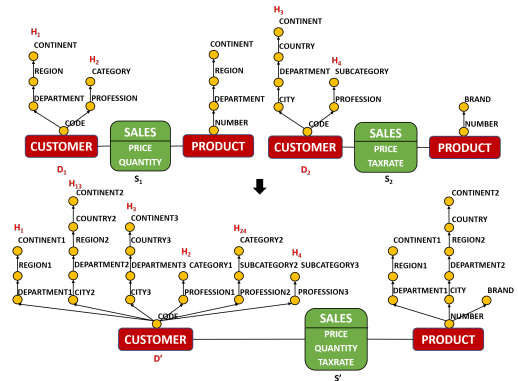 H1
CONTINENT
REGION
H2
CATEGORY
DEPARTMENT
PROFESSION
CODE
CUSTOMER
D1
SALES
PRICE
QUANTITY
S1
CONTINENT
REGION
DEPARTMENT
NUMBER
PRODUCT
H3
CONTINENT
COUNTRY
H4
DEPARTMENT
SUBCATEGORY
CITY
PROFESSION
CODE
CUSTOMER
D2
SALES
PRICE
TAXRATE
S2
BRAND
NUMBER
PRODUCT
H1
CONTINENT1
REGION1
DEPARTMENT1
H13
CONTINENT2
COUNTRY2
REGION2
DEPARTMENT2
CITY2
H3
CONTINENT3
COUNTRY3
DEPARTMENT3
CITY3
H2
CATEGORY1
PROFESSION1
H24
CATEGORY2
SUBCATEGORY2
PROFESSION2
H4
SUBCATEGORY3
PROFESSION3
CODE
CUSTOMER
D'
SALES
PRICE
QUANTITY
TAXRATE
S'
CONTINENT1
REGION1
DEPARTMENT1
CONTINENT2
COUNTRY
REGION2
DEPARTMENT2
CITY
BRAND
NUMBER
PRODUCT